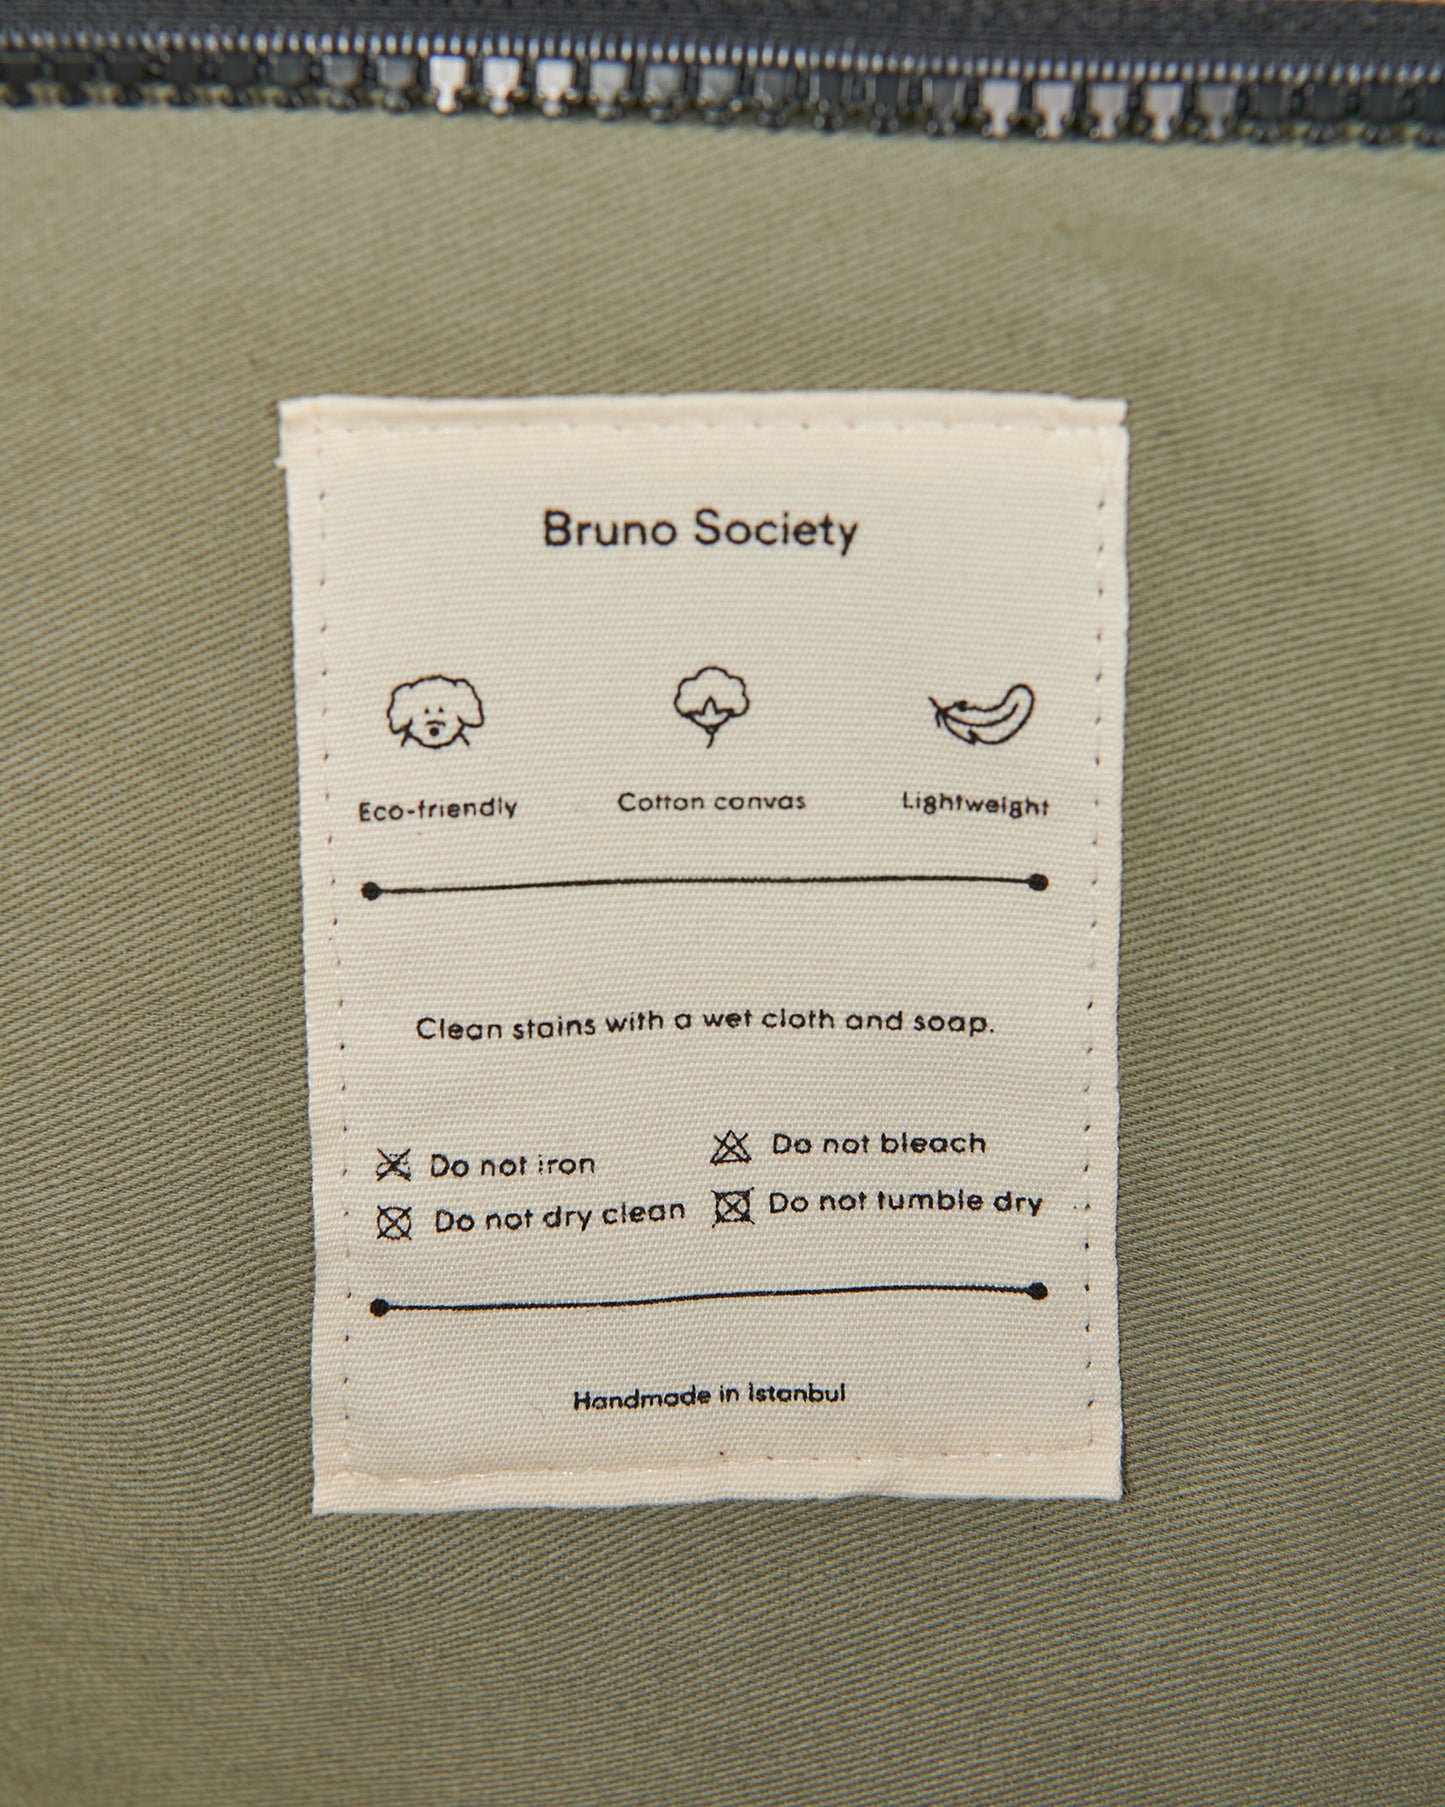 Bruno Society
Eco-friendly
Cotton canvas
Lightweight
Clean stains with a wet cloth and soap.
Do not iron
Do not bleach
Do not dry clean
Do not tumble dry
Handmade in İstanbul